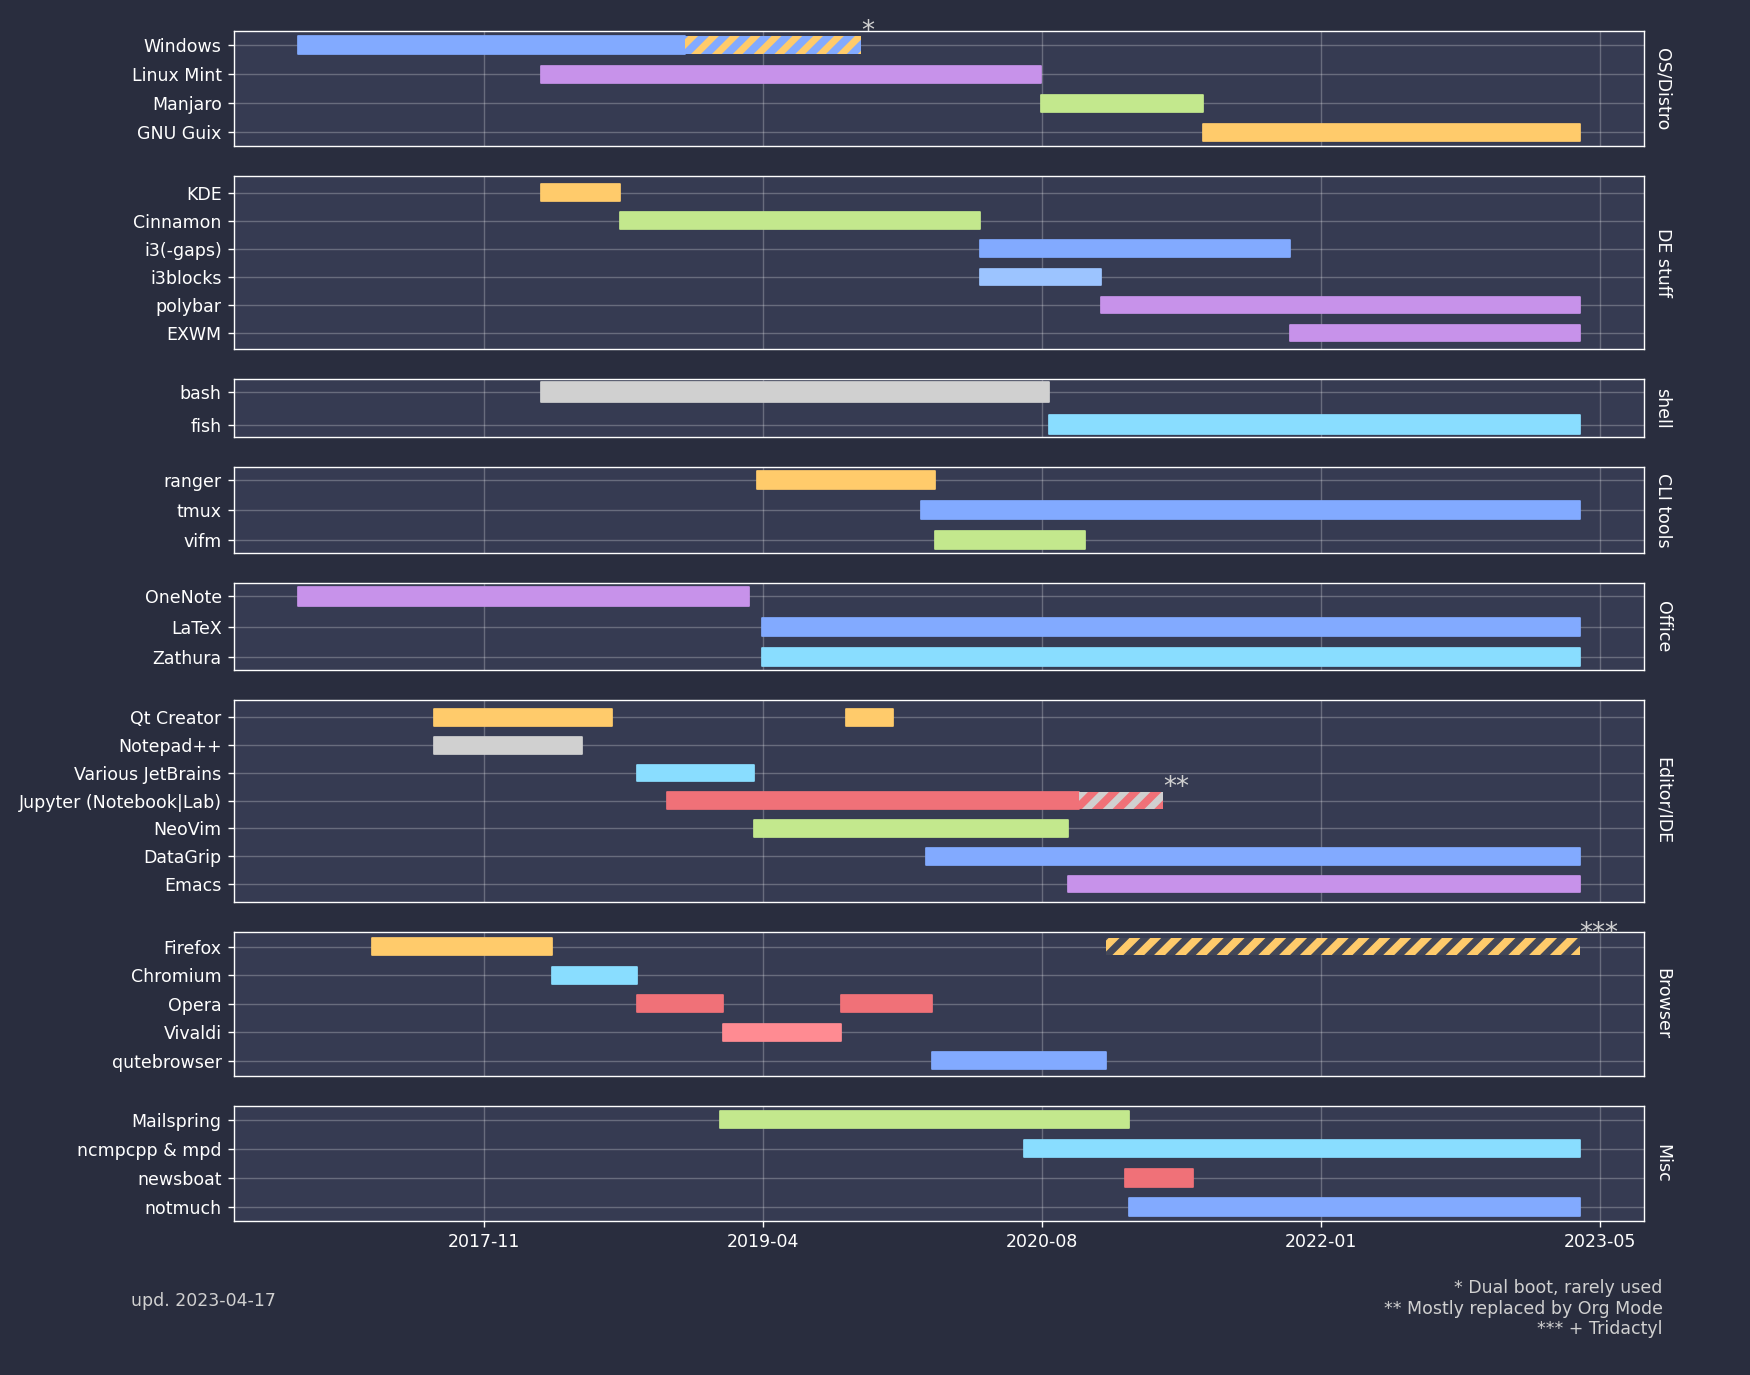 *
Windows
Linux Mint
Manjaro
GNU Guix
OS/Distro
KDE
Cinnamon
i3(-gaps)
i3blocks
polybar
EXWM
DE stuff
bash
fish
shell
ranger
tmux
vifm
CLI tools
OneNote
LaTeX
Zathura
Office
Qt Creator
Notepad++
Various JetBrains
**
Jupyter (Notebook|Lab)
NeoVim
DataGrip
Emacs
Editor/IDE
***
Firefox
Chromium
Opera
Vivaldi
qutebrowser
Browser
Mailspring
ncmpcpp & mpd
newsboat
notmuch
Misc
2017-11 2019-04 2020-08 2022-01 2023-05
upd. 2023-04-17
* Dual boot, rarely used
** Mostly replaced by Org Mode
*** + Tridactyl